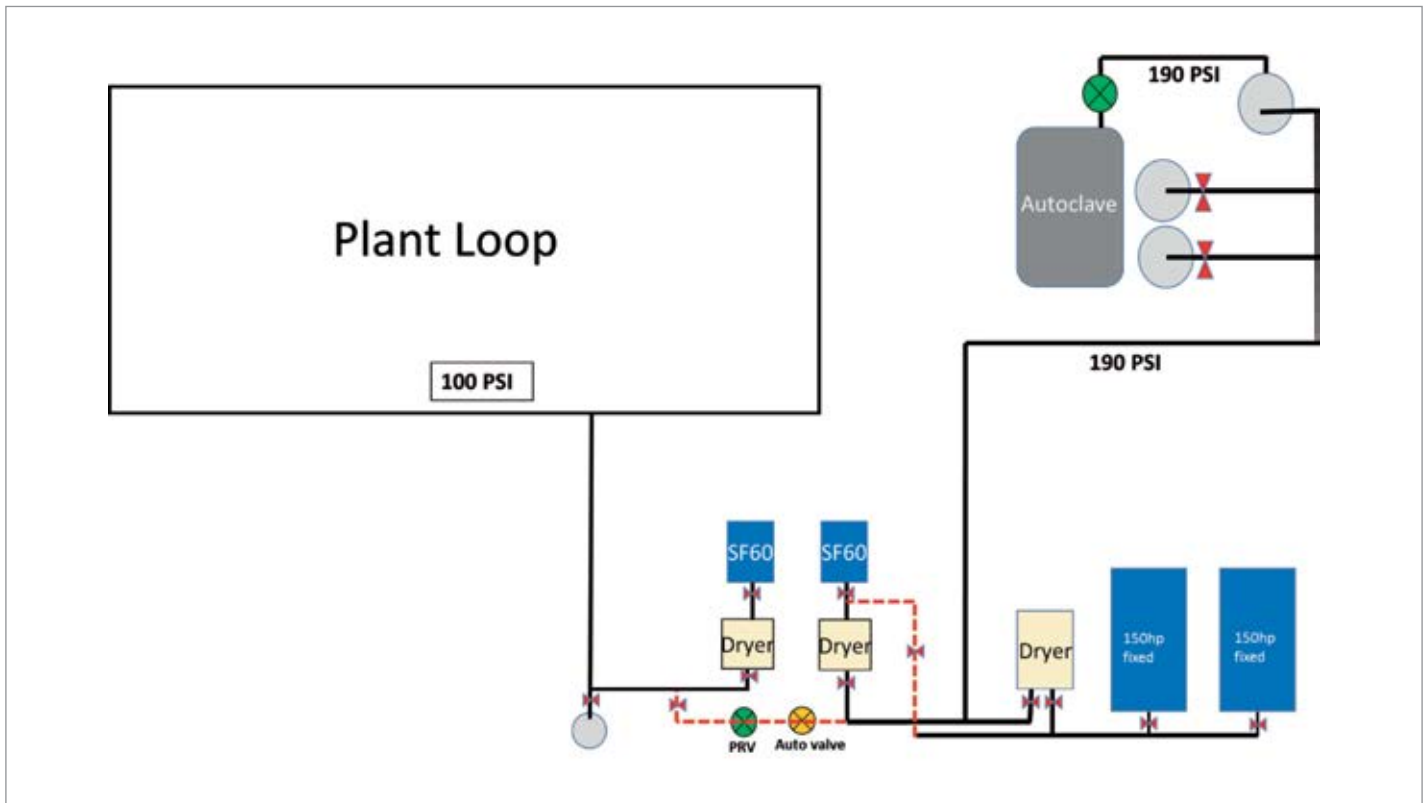 190 PSI
Autoclave
Plant Loop
190 PSI
100 PSI
SF60
SF60
Dryer
Dryer
Dryer
150hp
fixed
150hp
fixed
PRV
Auto valve